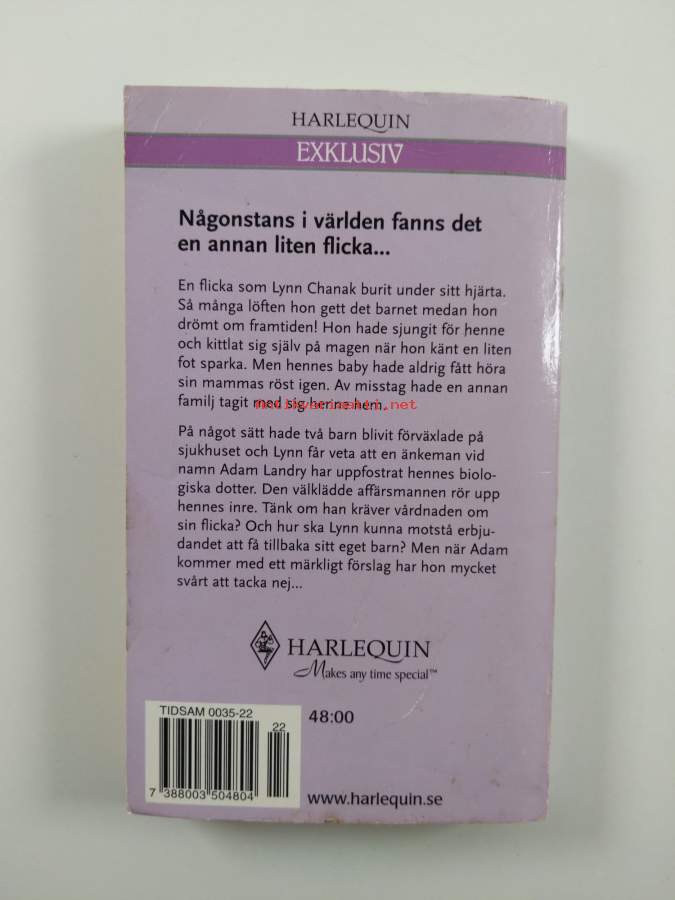 HARLEQUIN
EXKLUSIV
Någonstans i världen fanns det
en annan liten flicka...
En flicka som Lynn Chanak burit under sitt hjärta.
Så många löften hon gett det barnet medan hon
drömt om framtiden! Hon hade sjungit för henne
och kittlat sig själv på magen när hon känt en liten
fot sparka. Men hennes baby hade aldrig fått höra
sin mammas röst igen. Av misstag hade en annan
familj tagit med sig henne hem.
På något sätt hade två barn blivit förväxlade på
sjukhuset och Lynn får veta att en änkeman vid
namn Adam Landry har uppfostrat hennes biolo-
giska dotter. Den välklädde affärsmannen rör upp
hennes inre. Tänk om han kräver vårdnaden om
sin flicka? Och hur ska Lynn kunna motstå erbju-
dandet att få tillbaka sitt eget barn? Men när Adam
kommer med ett märkligt förslag har hon mycket
svårt att tacka nej...
HARLEQUIN
Makes any time special™
TIDSAM 0035-22
22
48:00
7 388003 504804
www.harlequin.se